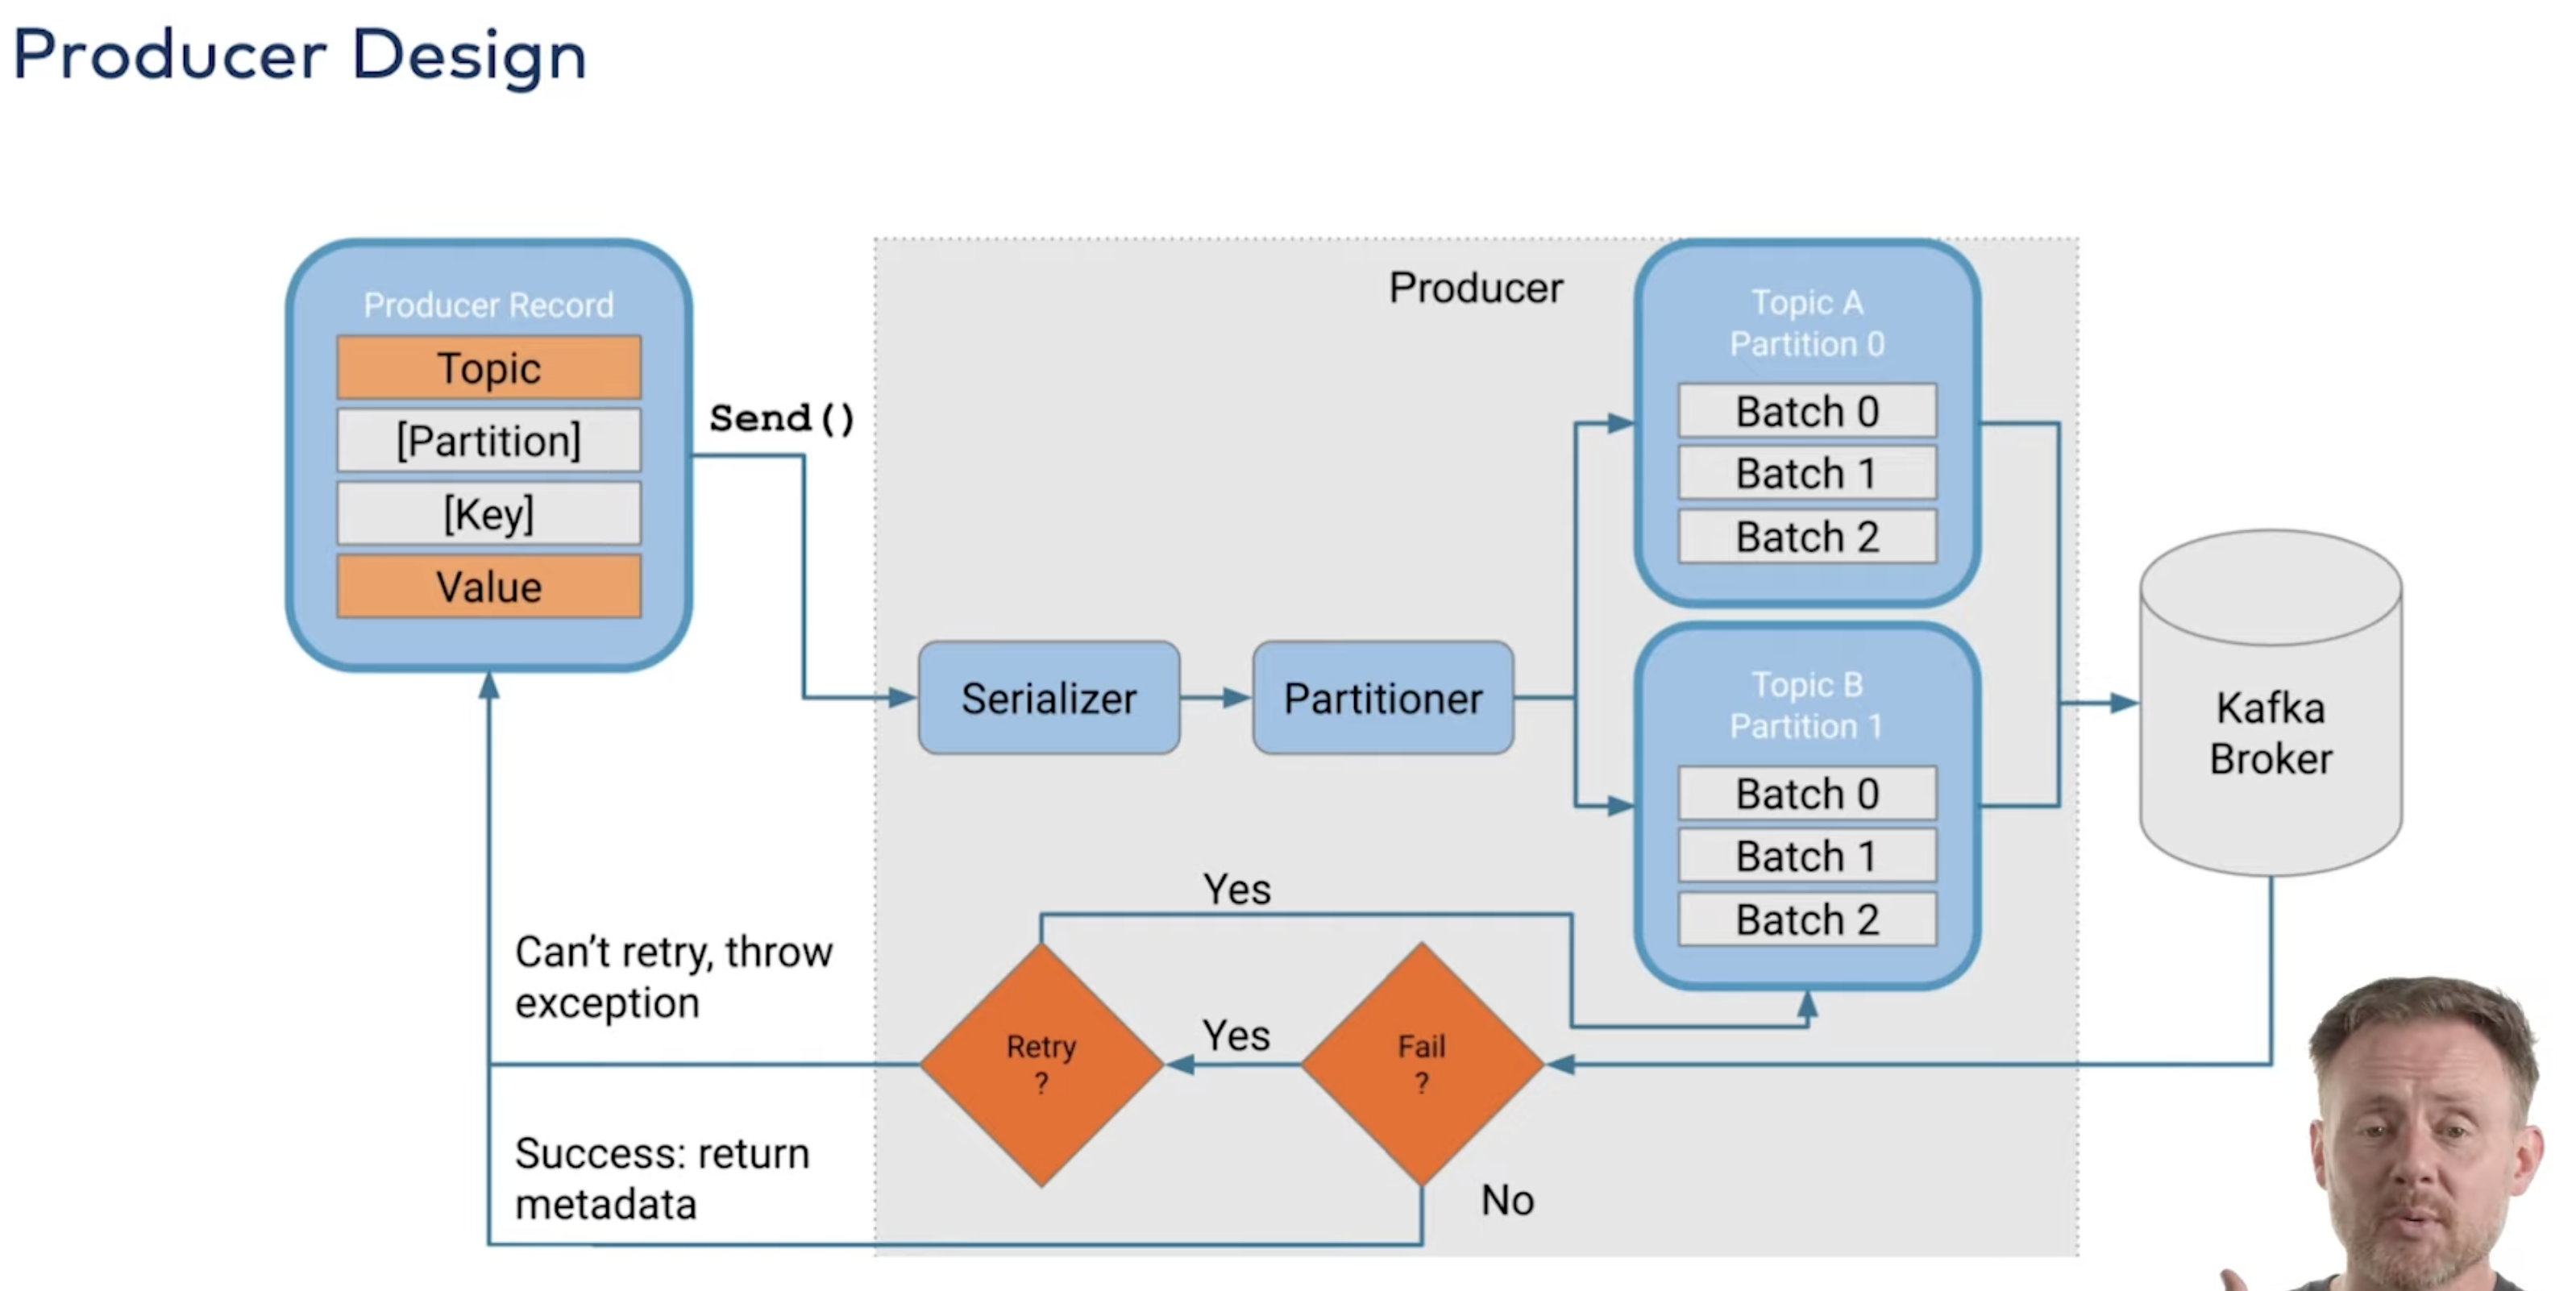 Producer Design
Producer Record
Topic
[Partition]
[Key]
Value
Send()
Producer
Serializer
Partitioner
Topic A
Partition 0
Batch 0
Batch 1
Batch 2
Topic B
Partition 1
Batch 0
Batch 1
Batch 2
Kafka
Broker
Yes
Can’t retry, throw
exception
Retry
?
Yes
Fail
?
Success: return
metadata
No